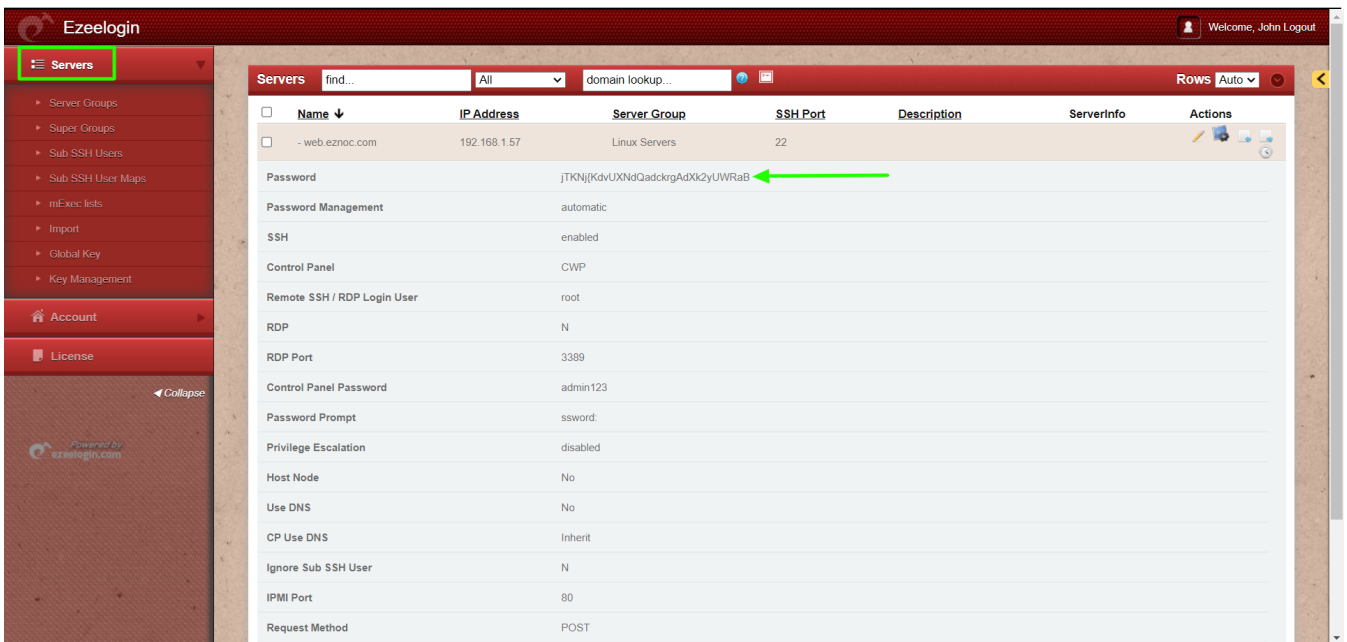 Ezeelogin
Welcome, John Logout
Servers
Server Groups
Super Groups
Sub SSH Users
Sub SSH User Maps
mExec lists
Import
Global Key
Key Management
Account
License
Collapse
Powered by
ezeelogin.com
Servers find... All domain lookup... Rows Auto
Name IP Address Server Group SSH Port Description ServerInfo Actions
- web.eznoc.com 192.168.1.57 Linux Servers 22
Password jTKNj{KdvUXNdQadckrgAdXk2yUWRaB
Password Management automatic
SSH enabled
Control Panel CWP
Remote SSH / RDP Login User root
RDP N
RDP Port 3389
Control Panel Password admin123
Password Prompt ssword:
Privilege Escalation disabled
Host Node No
Use DNS No
CP Use DNS Inherit
Ignore Sub SSH User N
IPMI Port 80
Request Method POST